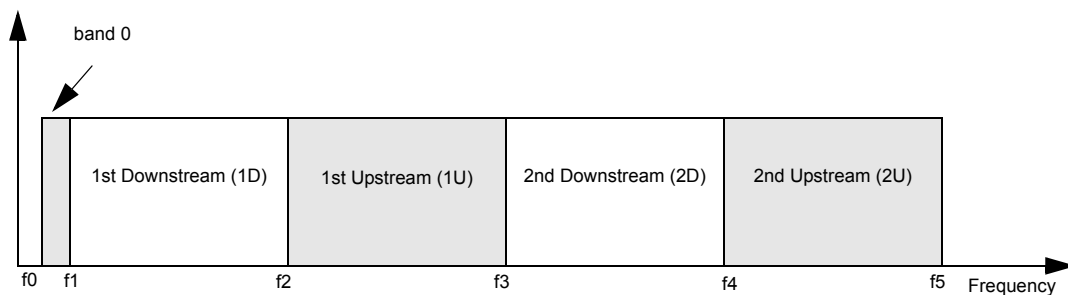 band 0
1st Downstream (1D)
1st Upstream (1U)
2nd Downstream (2D)
2nd Upstream (2U)
f0
f1
f2
f3
f4
f5
Frequency